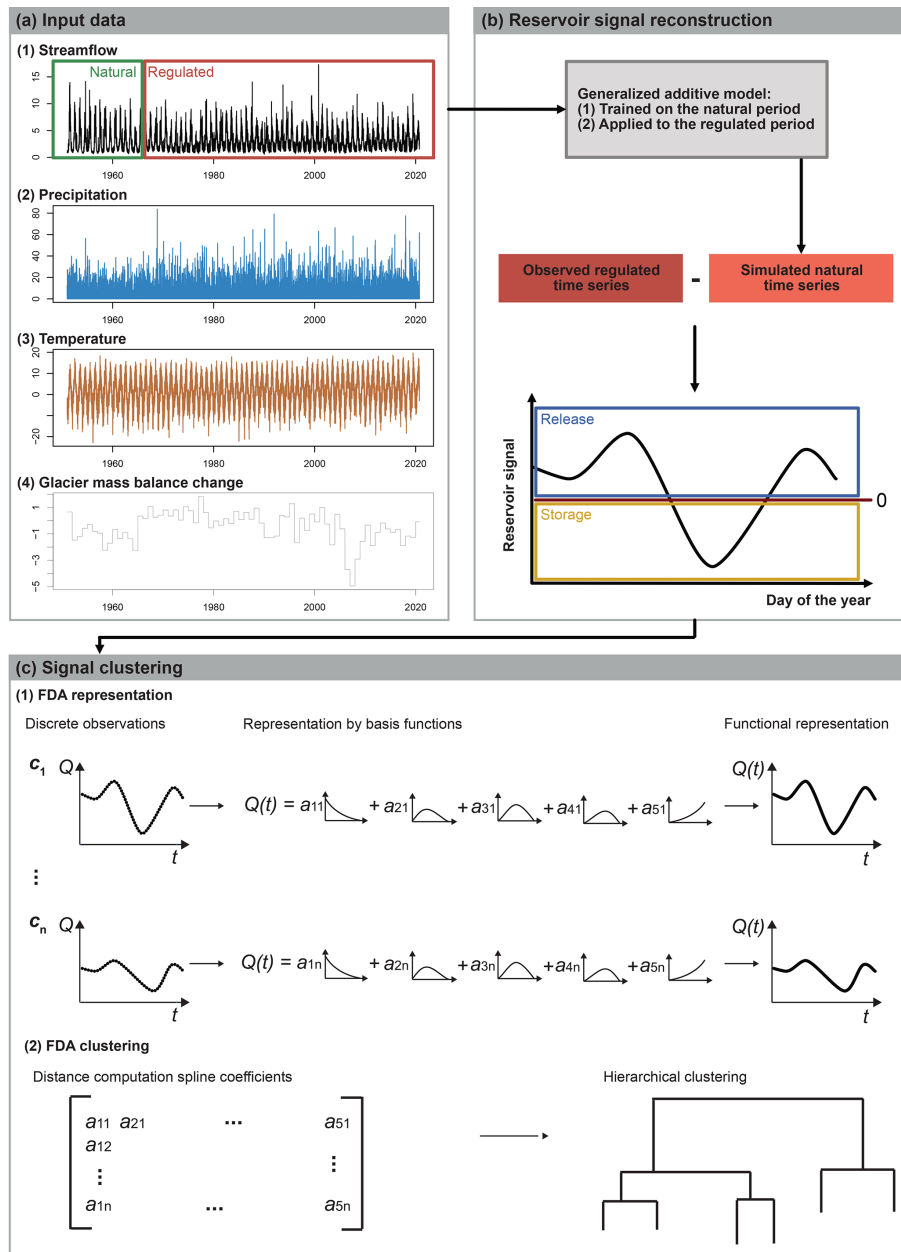 (a) Input data
(1) Streamflow
Natural
Regulated
15
10
5
0
1960
1980
2000
2020
(2) Precipitation
80
60
40
20
0
1960
1980
2000
2020
(3) Temperature
20
10
0
−20
1960
1980
2000
2020
(4) Glacier mass balance change
1
−1
−3
−5
1960
1980
2000
2020
(b) Reservoir signal reconstruction
Generalized additive model:
(1) Trained on the natural period
(2) Applied to the regulated period
Observed regulated
time series
-
Simulated natural
time series
Reservoir signal
Release
Storage
0
Day of the year
(c) Signal clustering
(1) FDA representation
Discrete observations
Representation by basis functions
Functional representation
c1
Q
t
Q(t) = a11 + a21 + a31 + a41 + a51
Q(t)
t
⋮
cn
Q
t
Q(t) = a1n + a2n + a3n + a4n + a5n
Q(t)
t
(2) FDA clustering
Distance computation spline coefficients
Hierarchical clustering
a11 a21 ... a51
a12
⋮ ⋮
a1n ... a5n